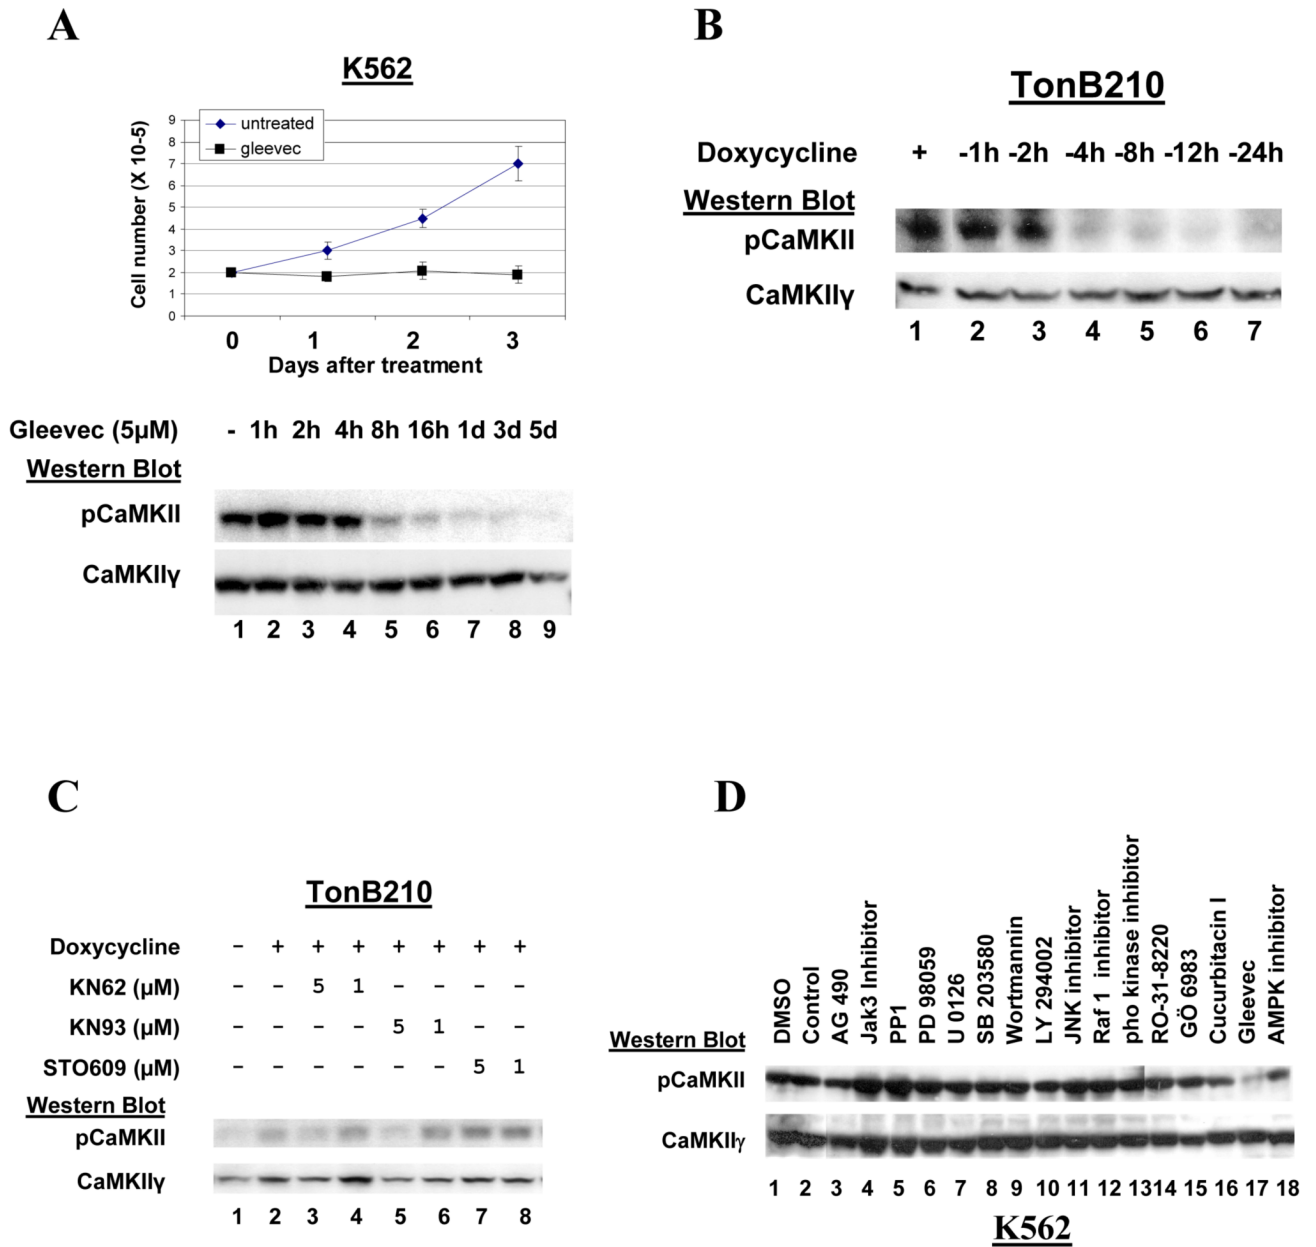 A
K562
untreated
gleevec
Cell number (X 10-5)
9
8
7
6
5
4
3
2
1
0
0 1 2 3
Days after treatment
Gleevec (5µM) - 1h 2h 4h 8h 16h 1d 3d 5d
Western Blot
pCaMKII
CaMKIIγ
1 2 3 4 5 6 7 8 9
B
TonB210
Doxycycline + -1h -2h -4h -8h -12h -24h
Western Blot
pCaMKII
CaMKIIγ
1 2 3 4 5 6 7
C
TonB210
Doxycycline − + + + + + + +
KN62 (µM) − − 5 1 − − − −
KN93 (µM) − − − − 5 1 − −
STO609 (µM) − − − − − − 5 1
Western Blot
pCaMKII
CaMKIIγ
1 2 3 4 5 6 7 8
D
DMSO
Control
AG 490
Jak3 Inhibitor
PP1
PD 98059
U 0126
SB 203580
Wortmannin
LY 294002
JNK inhibitor
Raf 1 inhibitor
pho kinase inhibitor
RO-31-8220
GÖ 6983
Cucurbitacin I
Gleevec
AMPK inhibitor
Western Blot
pCaMKII
CaMKIIγ
1 2 3 4 5 6 7 8 9 10 11 12 13 14 15 16 17 18
K562